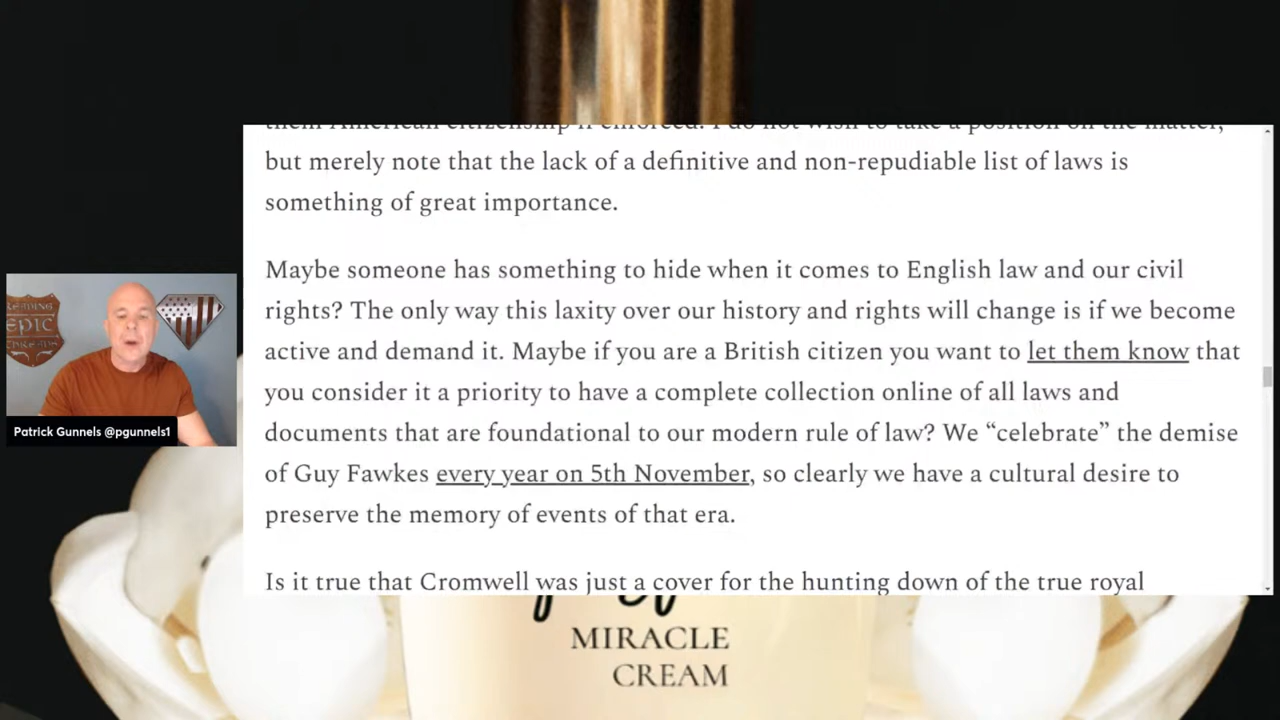 but merely note that the lack of a definitive and non-repudiable list of laws is
something of great importance.
Maybe someone has something to hide when it comes to English law and our civil
rights? The only way this laxity over our history and rights will change is if we become
active and demand it. Maybe if you are a British citizen you want to let them know that
you consider it a priority to have a complete collection online of all laws and
documents that are foundational to our modern rule of law? We “celebrate” the demise
of Guy Fawkes every year on 5th November, so clearly we have a cultural desire to
preserve the memory of events of that era.
Is it true that Cromwell was just a cover for the hunting down of the true royal
READING
EPIC
THREADS
Patrick Gunnels @pgunnels1
MIRACLE
CREAM